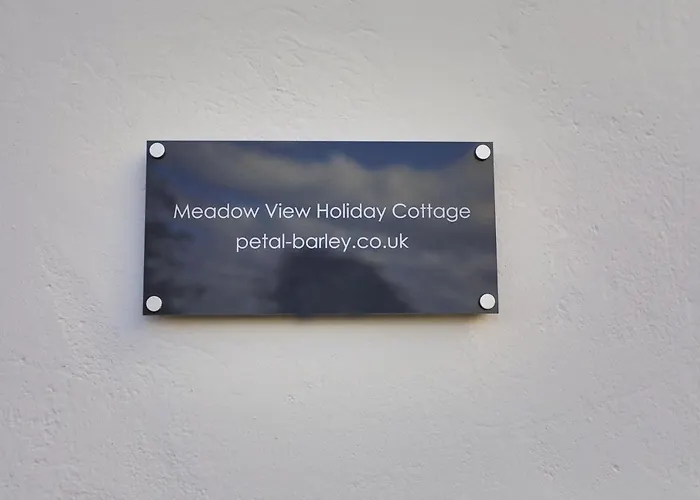 Meadow View Holiday Cottage
petal-barley.co.uk